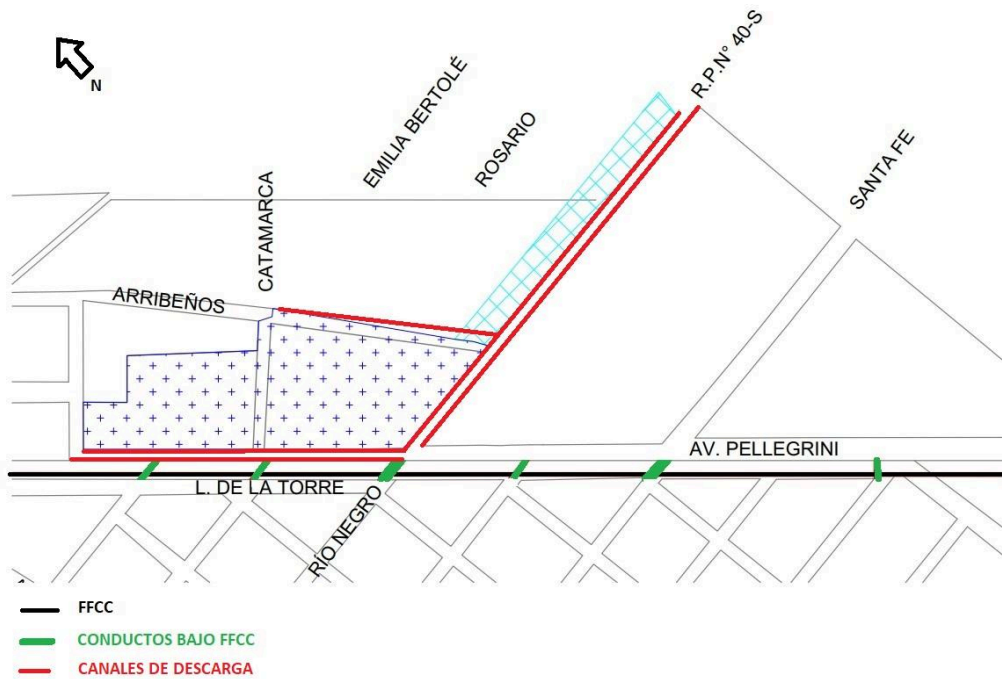 N
EMILIA BERTOLÉ
ROSARIO
R.P.N° 40-S
SANTA FE
CATAMARCA
ARRIBEÑOS
AV. PELLEGRINI
L. DE LA TORRE
RÍO NEGRO
FFCC
CONDUCTOS BAJO FFCC
CANALES DE DESCARGA